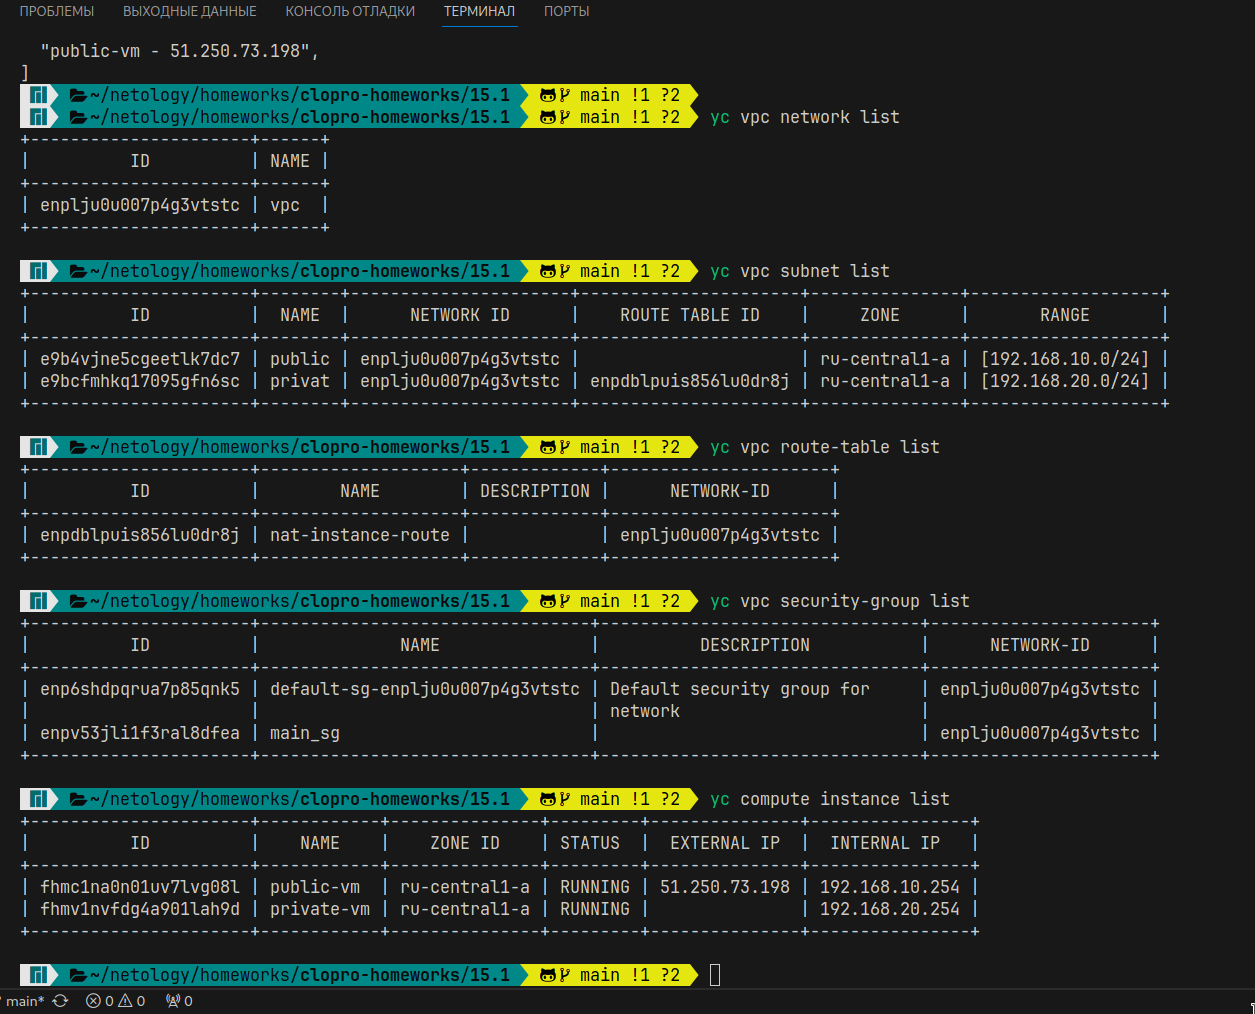 ПРОБЛЕМЫ ВЫХОДНЫЕ ДАННЫЕ КОНСОЛЬ ОТЛАДКИ ТЕРМИНАЛ ПОРТЫ
"public-vm - 51.250.73.198",
]
~/netology/homeworks/clopro-homeworks/15.1 main !1 ?2
~/netology/homeworks/clopro-homeworks/15.1 main !1 ?2 yc vpc network list
+----------------------+------+
| ID | NAME |
+----------------------+------+
| enplju0u007p4g3vtstc | vpc |
+----------------------+------+
~/netology/homeworks/clopro-homeworks/15.1 main !1 ?2 yc vpc subnet list
+----------------------+--------+----------------------+----------------------+---------------+-------------------+
| ID | NAME | NETWORK ID | ROUTE TABLE ID | ZONE | RANGE |
+----------------------+--------+----------------------+----------------------+---------------+-------------------+
| e9b4vjne5cgeetlk7dc7 | public | enplju0u007p4g3vtstc | | ru-central1-a | [192.168.10.0/24] |
| e9bcfmhkq17095gfn6sc | privat | enplju0u007p4g3vtstc | enpdblpuis856lu0dr8j | ru-central1-a | [192.168.20.0/24] |
+----------------------+--------+----------------------+----------------------+---------------+-------------------+
~/netology/homeworks/clopro-homeworks/15.1 main !1 ?2 yc vpc route-table list
+----------------------+--------------------+-------------+----------------------+
| ID | NAME | DESCRIPTION | NETWORK-ID |
+----------------------+--------------------+-------------+----------------------+
| enpdblpuis856lu0dr8j | nat-instance-route | | enplju0u007p4g3vtstc |
+----------------------+--------------------+-------------+----------------------+
~/netology/homeworks/clopro-homeworks/15.1 main !1 ?2 yc vpc security-group list
+----------------------+---------------------------------+--------------------------------+----------------------+
| ID | NAME | DESCRIPTION | NETWORK-ID |
+----------------------+---------------------------------+--------------------------------+----------------------+
| enp6shdpqrua7p85qnk5 | default-sg-enplju0u007p4g3vtstc | Default security group for | enplju0u007p4g3vtstc |
| | | network | |
| enpv53jli1f3ral8dfea | main_sg | | enplju0u007p4g3vtstc |
+----------------------+---------------------------------+--------------------------------+----------------------+
~/netology/homeworks/clopro-homeworks/15.1 main !1 ?2 yc compute instance list
+----------------------+------------+---------------+---------+---------------+----------------+
| ID | NAME | ZONE ID | STATUS | EXTERNAL IP | INTERNAL IP |
+----------------------+------------+---------------+---------+---------------+----------------+
| fhmc1na0n01uv7lvg08l | public-vm | ru-central1-a | RUNNING | 51.250.73.198 | 192.168.10.254 |
| fhmv1nvfdg4a901lah9d | private-vm | ru-central1-a | RUNNING | | 192.168.20.254 |
+----------------------+------------+---------------+---------+---------------+----------------+
~/netology/homeworks/clopro-homeworks/15.1 main !1 ?2
main* 0 0 0